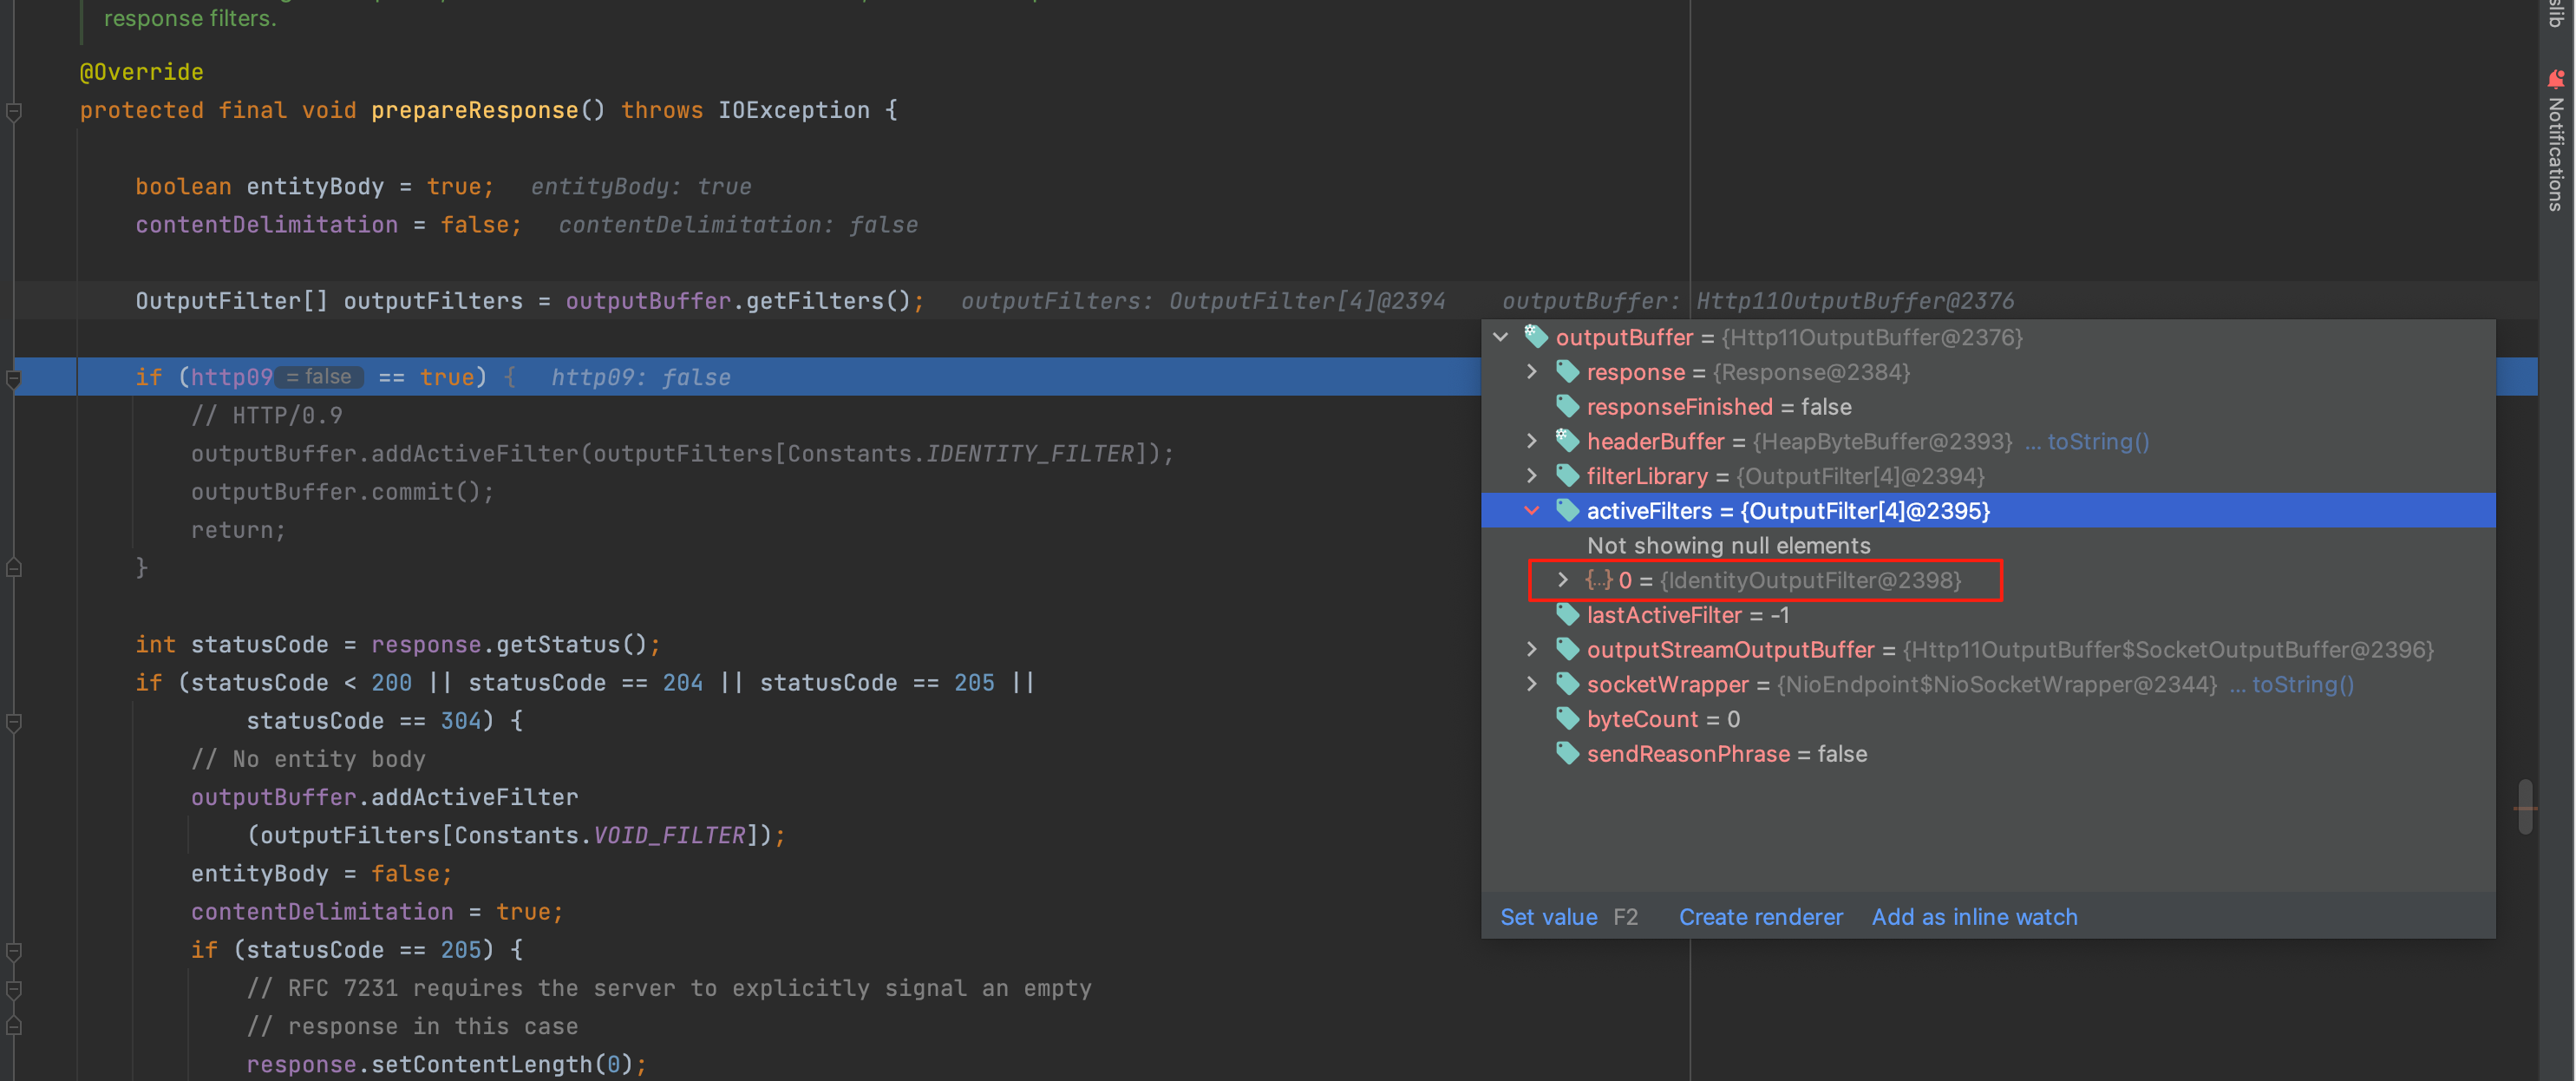 response filters.
@Override
protected final void prepareResponse() throws IOException {
boolean entityBody = true; entityBody: true
contentDelimitation = false; contentDelimitation: false
OutputFilter[] outputFilters = outputBuffer.getFilters(); outputFilters: OutputFilter[4]@2394 outputBuffer: Http11OutputBuffer@2376
if (http09 = false == true) { http09: false
// HTTP/0.9
outputBuffer.addActiveFilter(outputFilters[Constants.IDENTITY_FILTER]);
outputBuffer.commit();
return;
}
int statusCode = response.getStatus();
if (statusCode < 200 || statusCode == 204 || statusCode == 205 ||
statusCode == 304) {
// No entity body
outputBuffer.addActiveFilter
(outputFilters[Constants.VOID_FILTER]);
entityBody = false;
contentDelimitation = true;
if (statusCode == 205) {
// RFC 7231 requires the server to explicitly signal an empty
// response in this case
response.setContentLength(0);
outputBuffer = {Http11OutputBuffer@2376}
response = {Response@2384}
responseFinished = false
headerBuffer = {HeapByteBuffer@2393} ... toString()
filterLibrary = {OutputFilter[4]@2394}
activeFilters = {OutputFilter[4]@2395}
Not showing null elements
{...} 0 = {IdentityOutputFilter@2398}
lastActiveFilter = -1
outputStreamOutputBuffer = {Http11OutputBuffer$SocketOutputBuffer@2396}
socketWrapper = {NioEndpoint$NioSocketWrapper@2344} ... toString()
byteCount = 0
sendReasonPhrase = false
Set value F2 Create renderer Add as inline watch
slib
Notifications